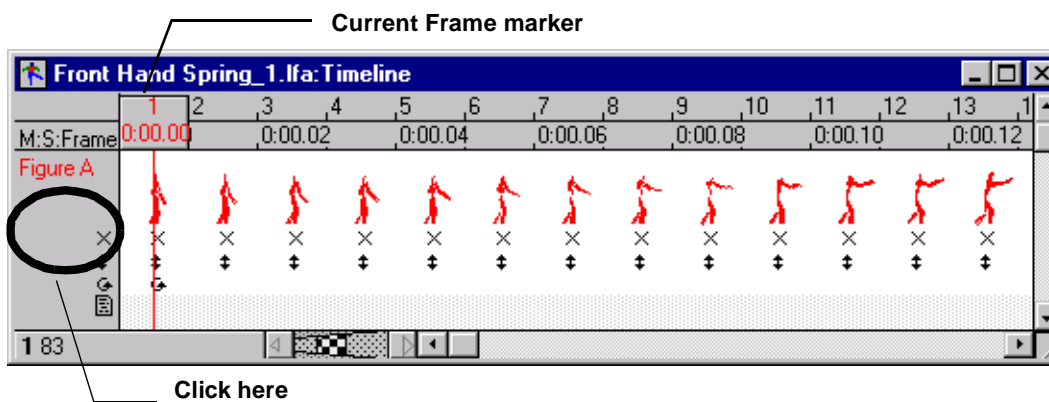 Current Frame marker
Front Hand Spring_1.lfa:Timeline
1 2 3 4 5 6 7 8 9 10 11 12 13 1
M:S:Frame 0:00.00 0:00.02 0:00.04 0:00.06 0:00.08 0:00.10 0:00.12
Figure A
1 83
Click here